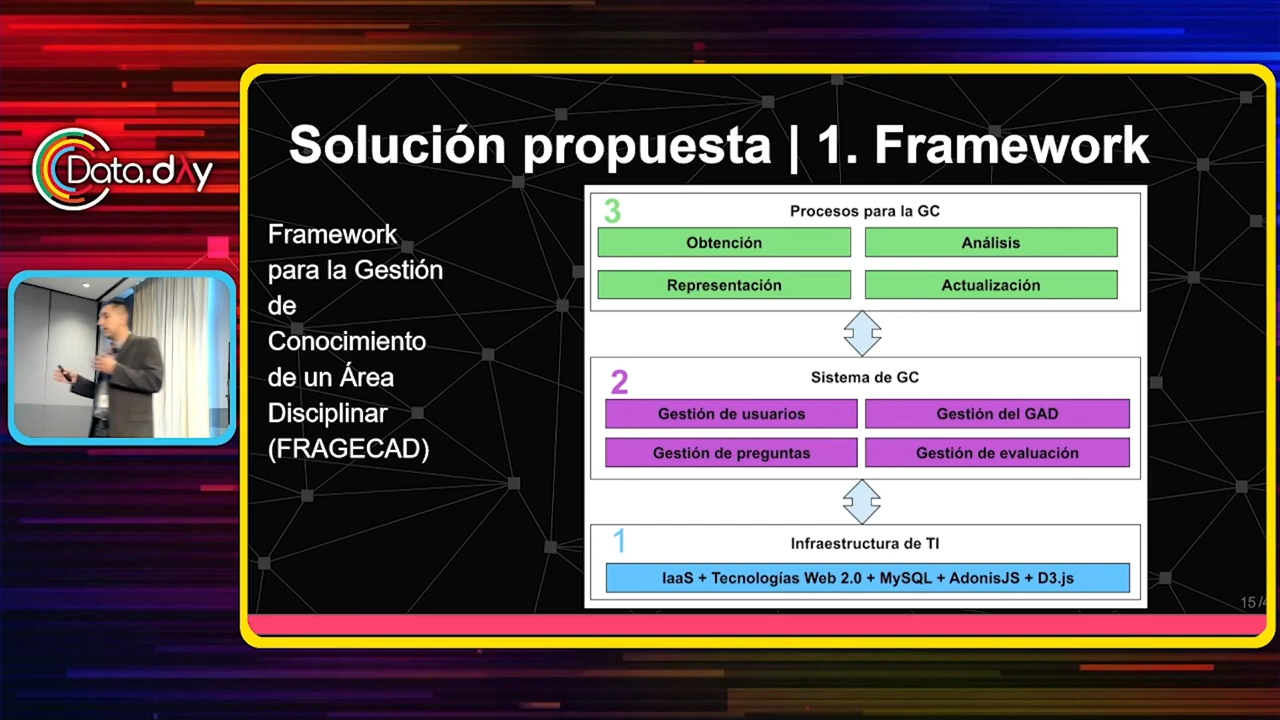 Data.dAy
Solución propuesta | 1. Framework
Framework
para la Gestión
de
Conocimiento
de un Área
Disciplinar
(FRAGECAD)
3
Procesos para la GC
Obtención
Análisis
Representación
Actualización
2
Sistema de GC
Gestión de usuarios
Gestión del GAD
Gestión de preguntas
Gestión de evaluación
1
Infraestructura de TI
IaaS + Tecnologías Web 2.0 + MySQL + AdonisJS + D3.js
15/4